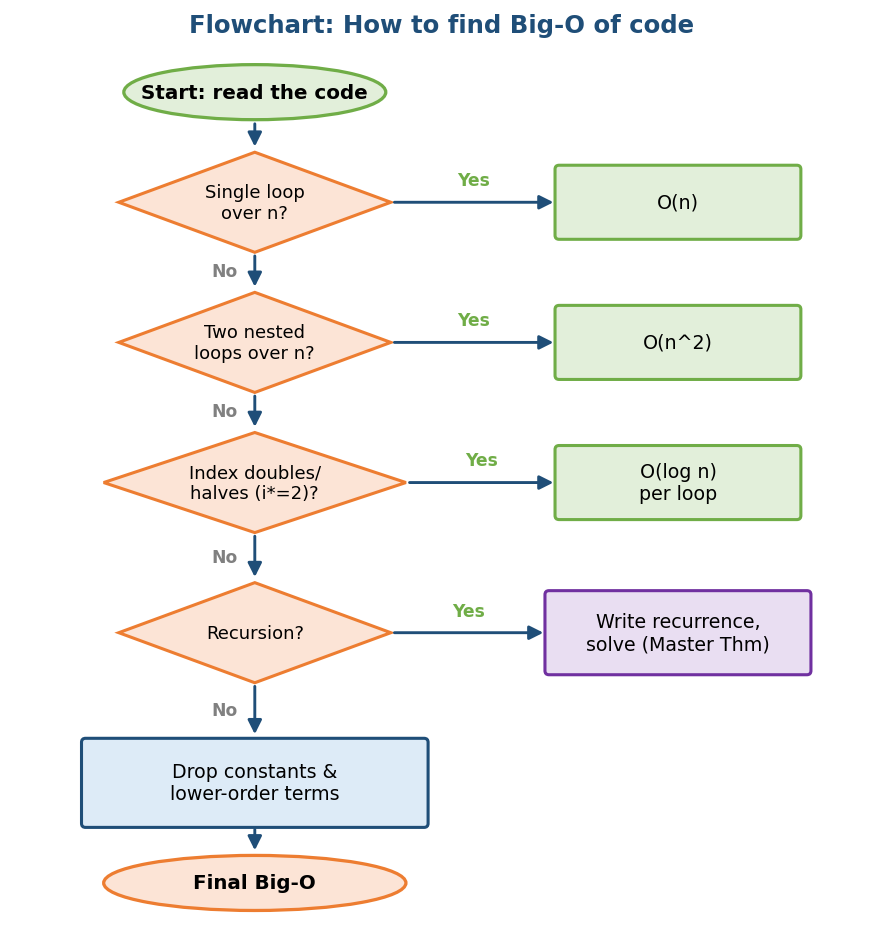 Flowchart: How to find Big-O of code
Start: read the code
Single loop
over n?
Yes
O(n)
No
Two nested
loops over n?
Yes
O(n^2)
No
Index doubles/
halves (i*=2)?
Yes
O(log n)
per loop
No
Recursion?
Yes
Write recurrence,
solve (Master Thm)
No
Drop constants &
lower-order terms
Final Big-O